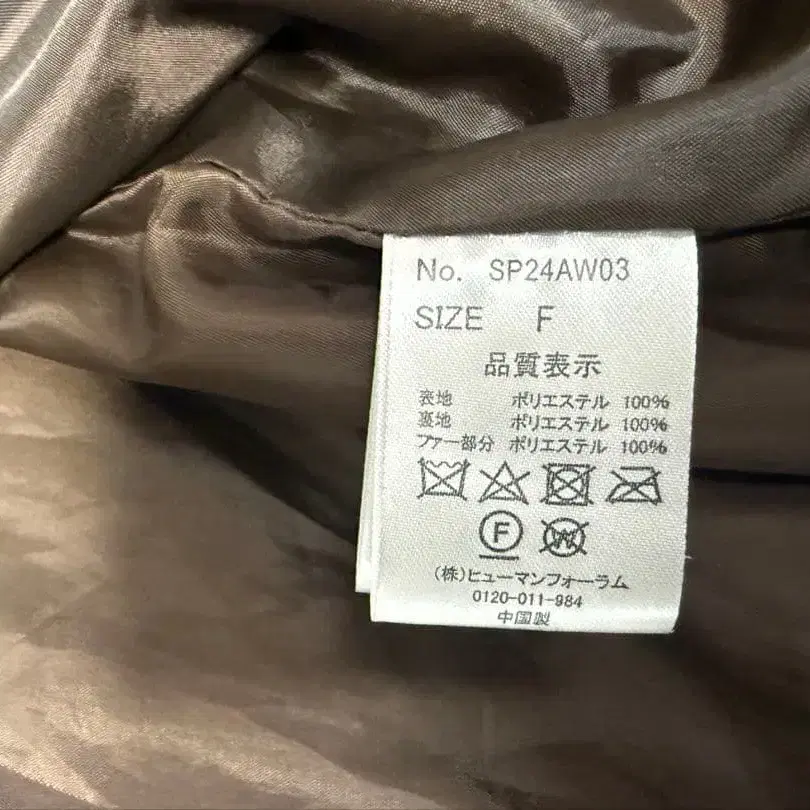 No. SP24AW03
SIZE F
品質表示
表地 ポリエステル 100%
裏地 ポリエステル 100%
ファー部分 ポリエステル 100%
F W
(株)ヒューマンフォーラム
0120-011-984
中国製